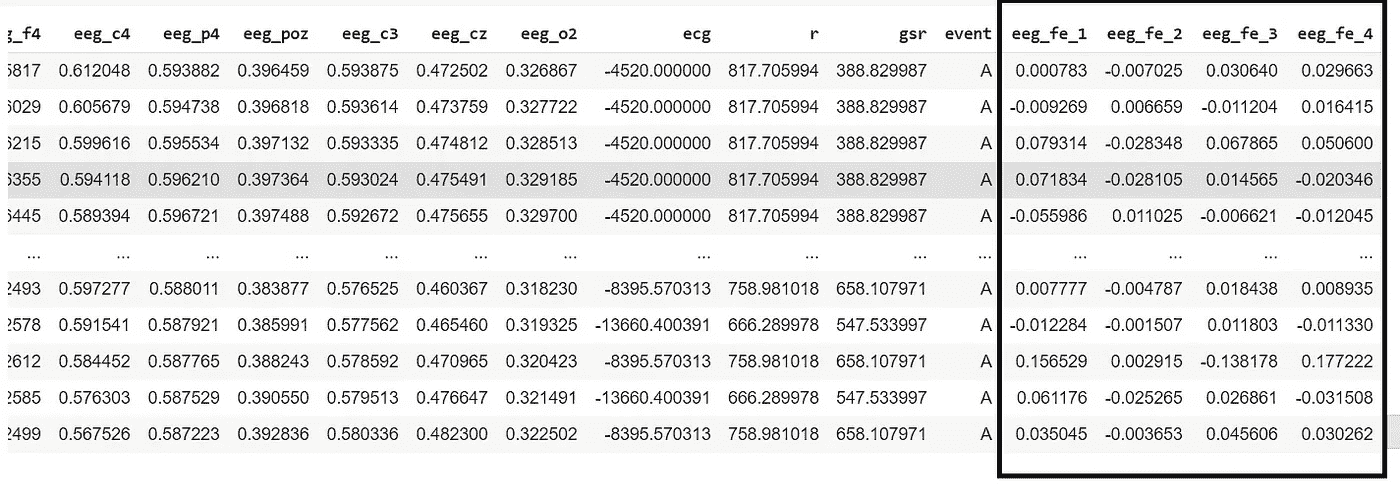 g_f4 eeg_c4 eeg_p4 eeg_poz eeg_c3 eeg_cz eeg_o2 ecg r gsr event eeg_fe_1 eeg_fe_2 eeg_fe_3 eeg_fe_4
5817 0.612048 0.593882 0.396459 0.593875 0.472502 0.326867 -4520.000000 817.705994 388.829987 A 0.000783 -0.007025 0.030640 0.029663
6029 0.605679 0.594738 0.396818 0.593614 0.473759 0.327722 -4520.000000 817.705994 388.829987 A -0.009269 0.006659 -0.011204 0.016415
6215 0.599616 0.595534 0.397132 0.593335 0.474812 0.328513 -4520.000000 817.705994 388.829987 A 0.079314 -0.028348 0.067865 0.050600
6355 0.594118 0.596210 0.397364 0.593024 0.475491 0.329185 -4520.000000 817.705994 388.829987 A 0.071834 -0.028105 0.014565 -0.020346
6445 0.589394 0.596721 0.397488 0.592672 0.475655 0.329700 -4520.000000 817.705994 388.829987 A -0.055986 0.011025 -0.006621 -0.012045
... ... ... ... ... ... ... ... ... ... ... ... ... ... ...
2493 0.597277 0.588011 0.383877 0.576525 0.460367 0.318230 -8395.570313 758.981018 658.107971 A 0.007777 -0.004787 0.018438 0.008935
2578 0.591541 0.587921 0.385991 0.577562 0.465460 0.319325 -13660.400391 666.289978 547.533997 A -0.012284 -0.001507 0.011803 -0.011330
2612 0.584452 0.587765 0.388243 0.578592 0.470965 0.320423 -8395.570313 758.981018 658.107971 A 0.156529 0.002915 -0.138178 0.177222
2585 0.576303 0.587529 0.390550 0.579513 0.476647 0.321491 -13660.400391 666.289978 547.533997 A 0.061176 -0.025265 0.026861 -0.031508
2499 0.567526 0.587223 0.392836 0.580336 0.482300 0.322502 -8395.570313 758.981018 658.107971 A 0.035045 -0.003653 0.045606 0.030262